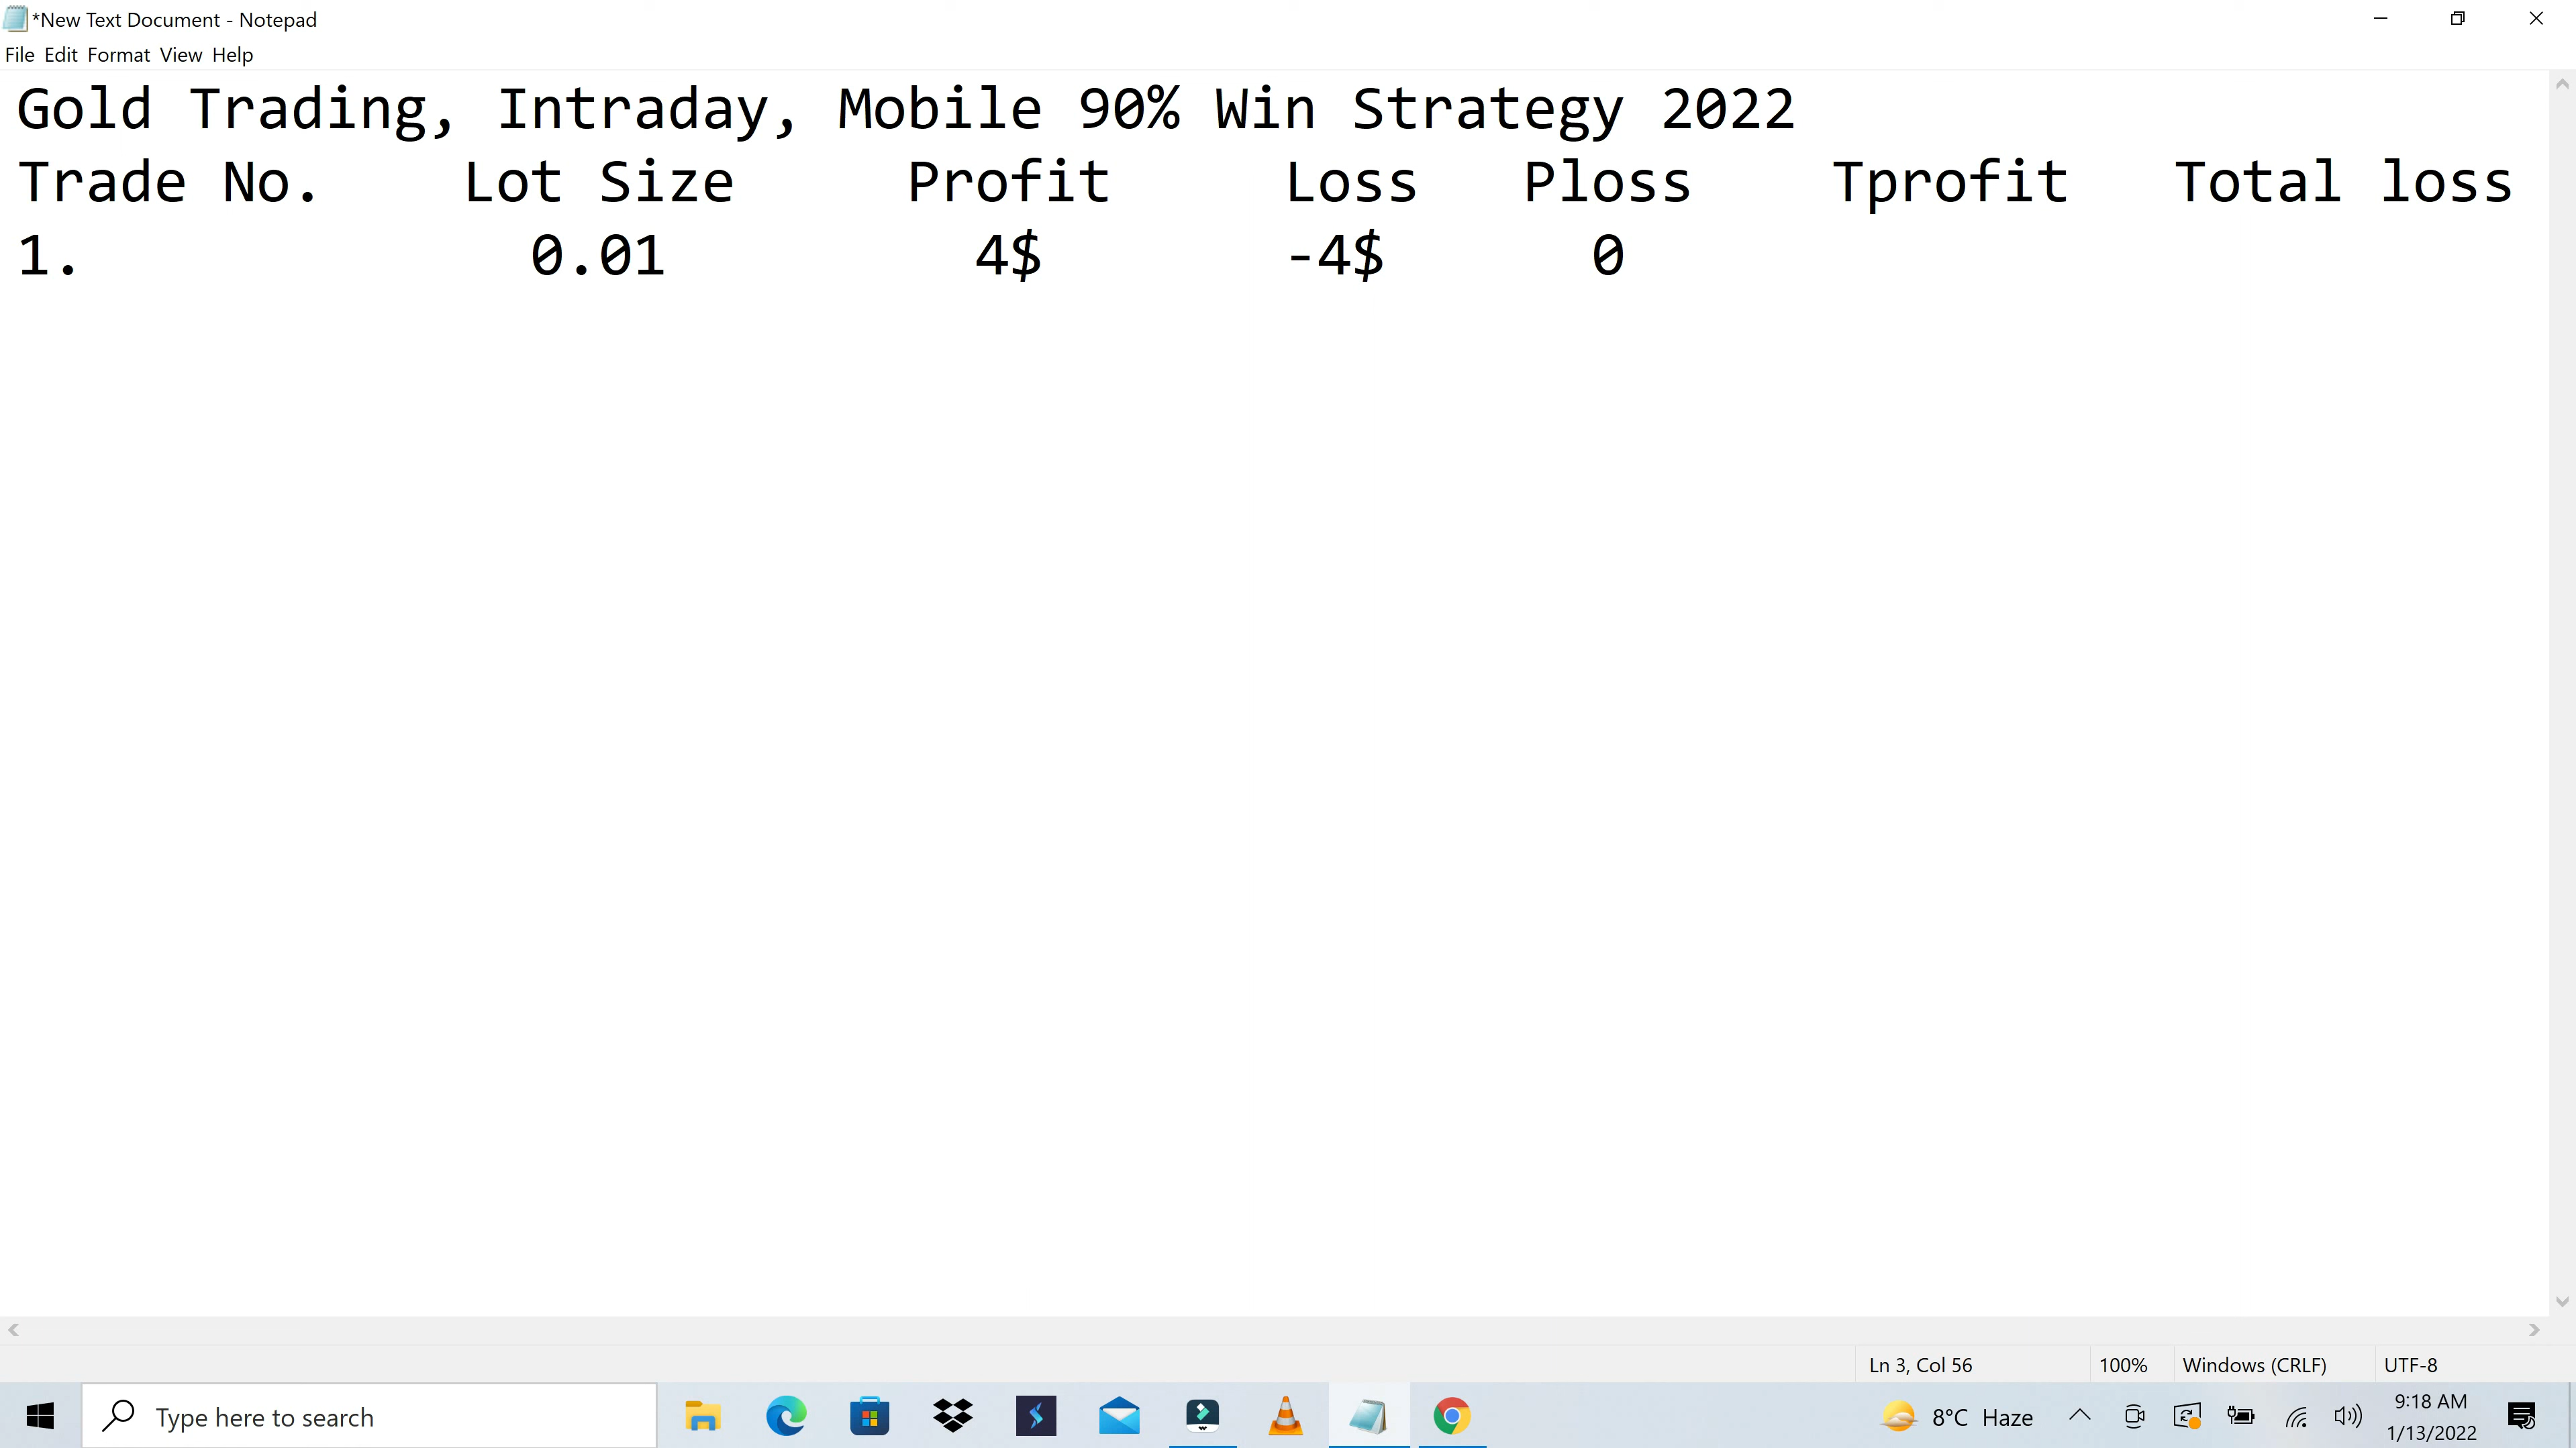 *New Text Document - Notepad
File Edit Format View Help
Gold Trading, Intraday, Mobile 90% Win Strategy 2022
Trade No. Lot Size Profit Loss Ploss Tprofit Total loss
1. 0.01 4$ -4$ 0
Ln 3, Col 56 100% Windows (CRLF) UTF-8
Type here to search
8°C Haze
9:18 AM
1/13/2022